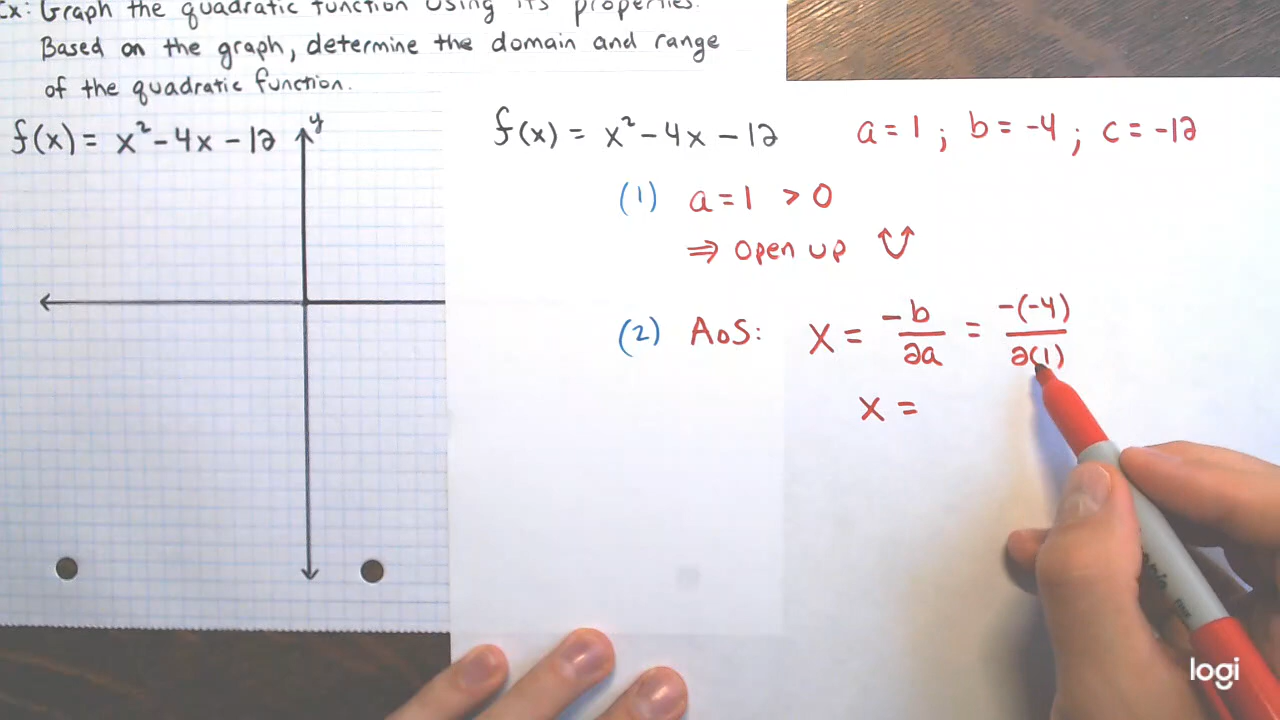 Ex: Graph the quadratic function using its properties.
Based on the graph, determine the domain and range
of the quadratic function.
f(x) = x² - 4x - 12
y
f(x) = x² - 4x - 12 a = 1 ; b = -4 ; c = -12
(1) a = 1 > 0
⇒ Open up
(2) AoS: x = -b/2a = -(-4)/2(1)
x =
logi